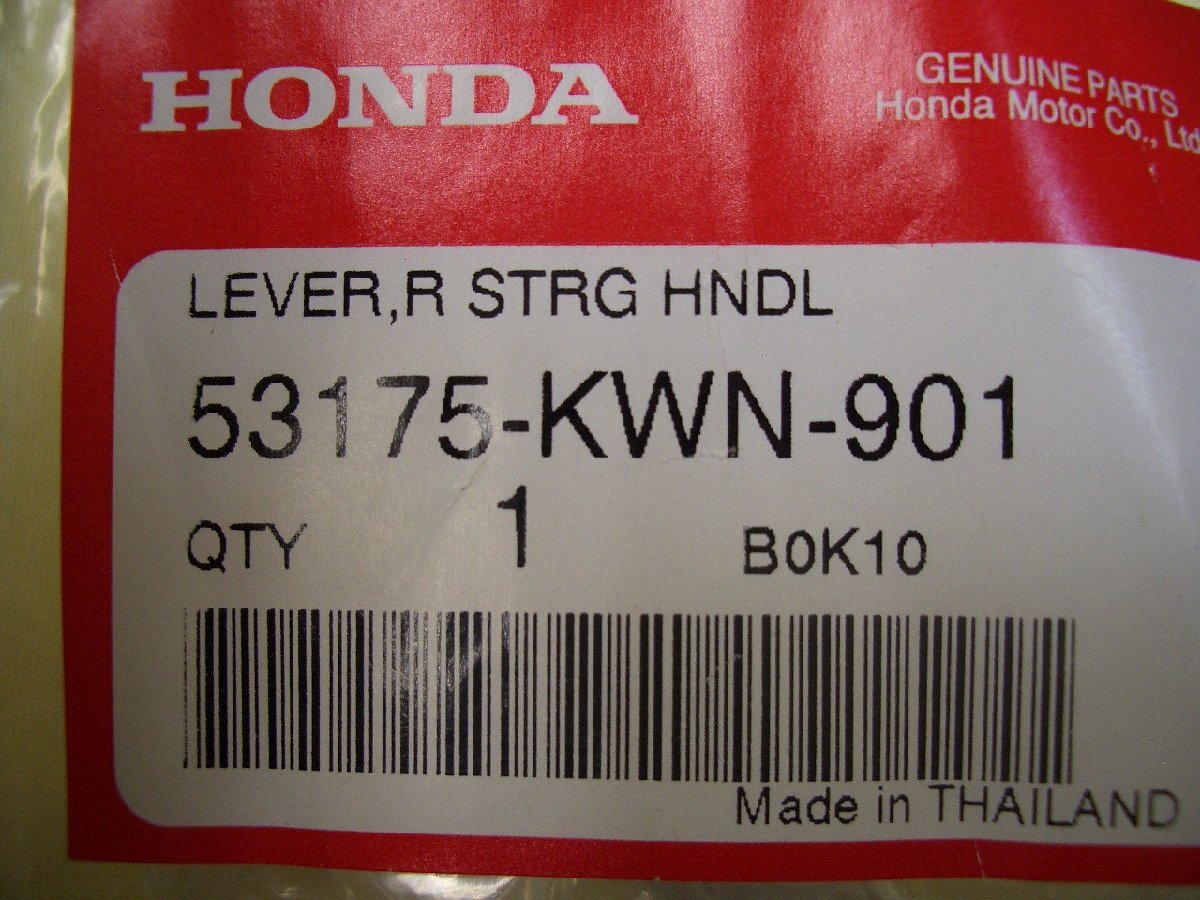 HONDA
GENUINE PARTS
Honda Motor Co., Ltd
LEVER,R STRG HNDL
53175-KWN-901
QTY 1 B0K10
Made in THAILAND